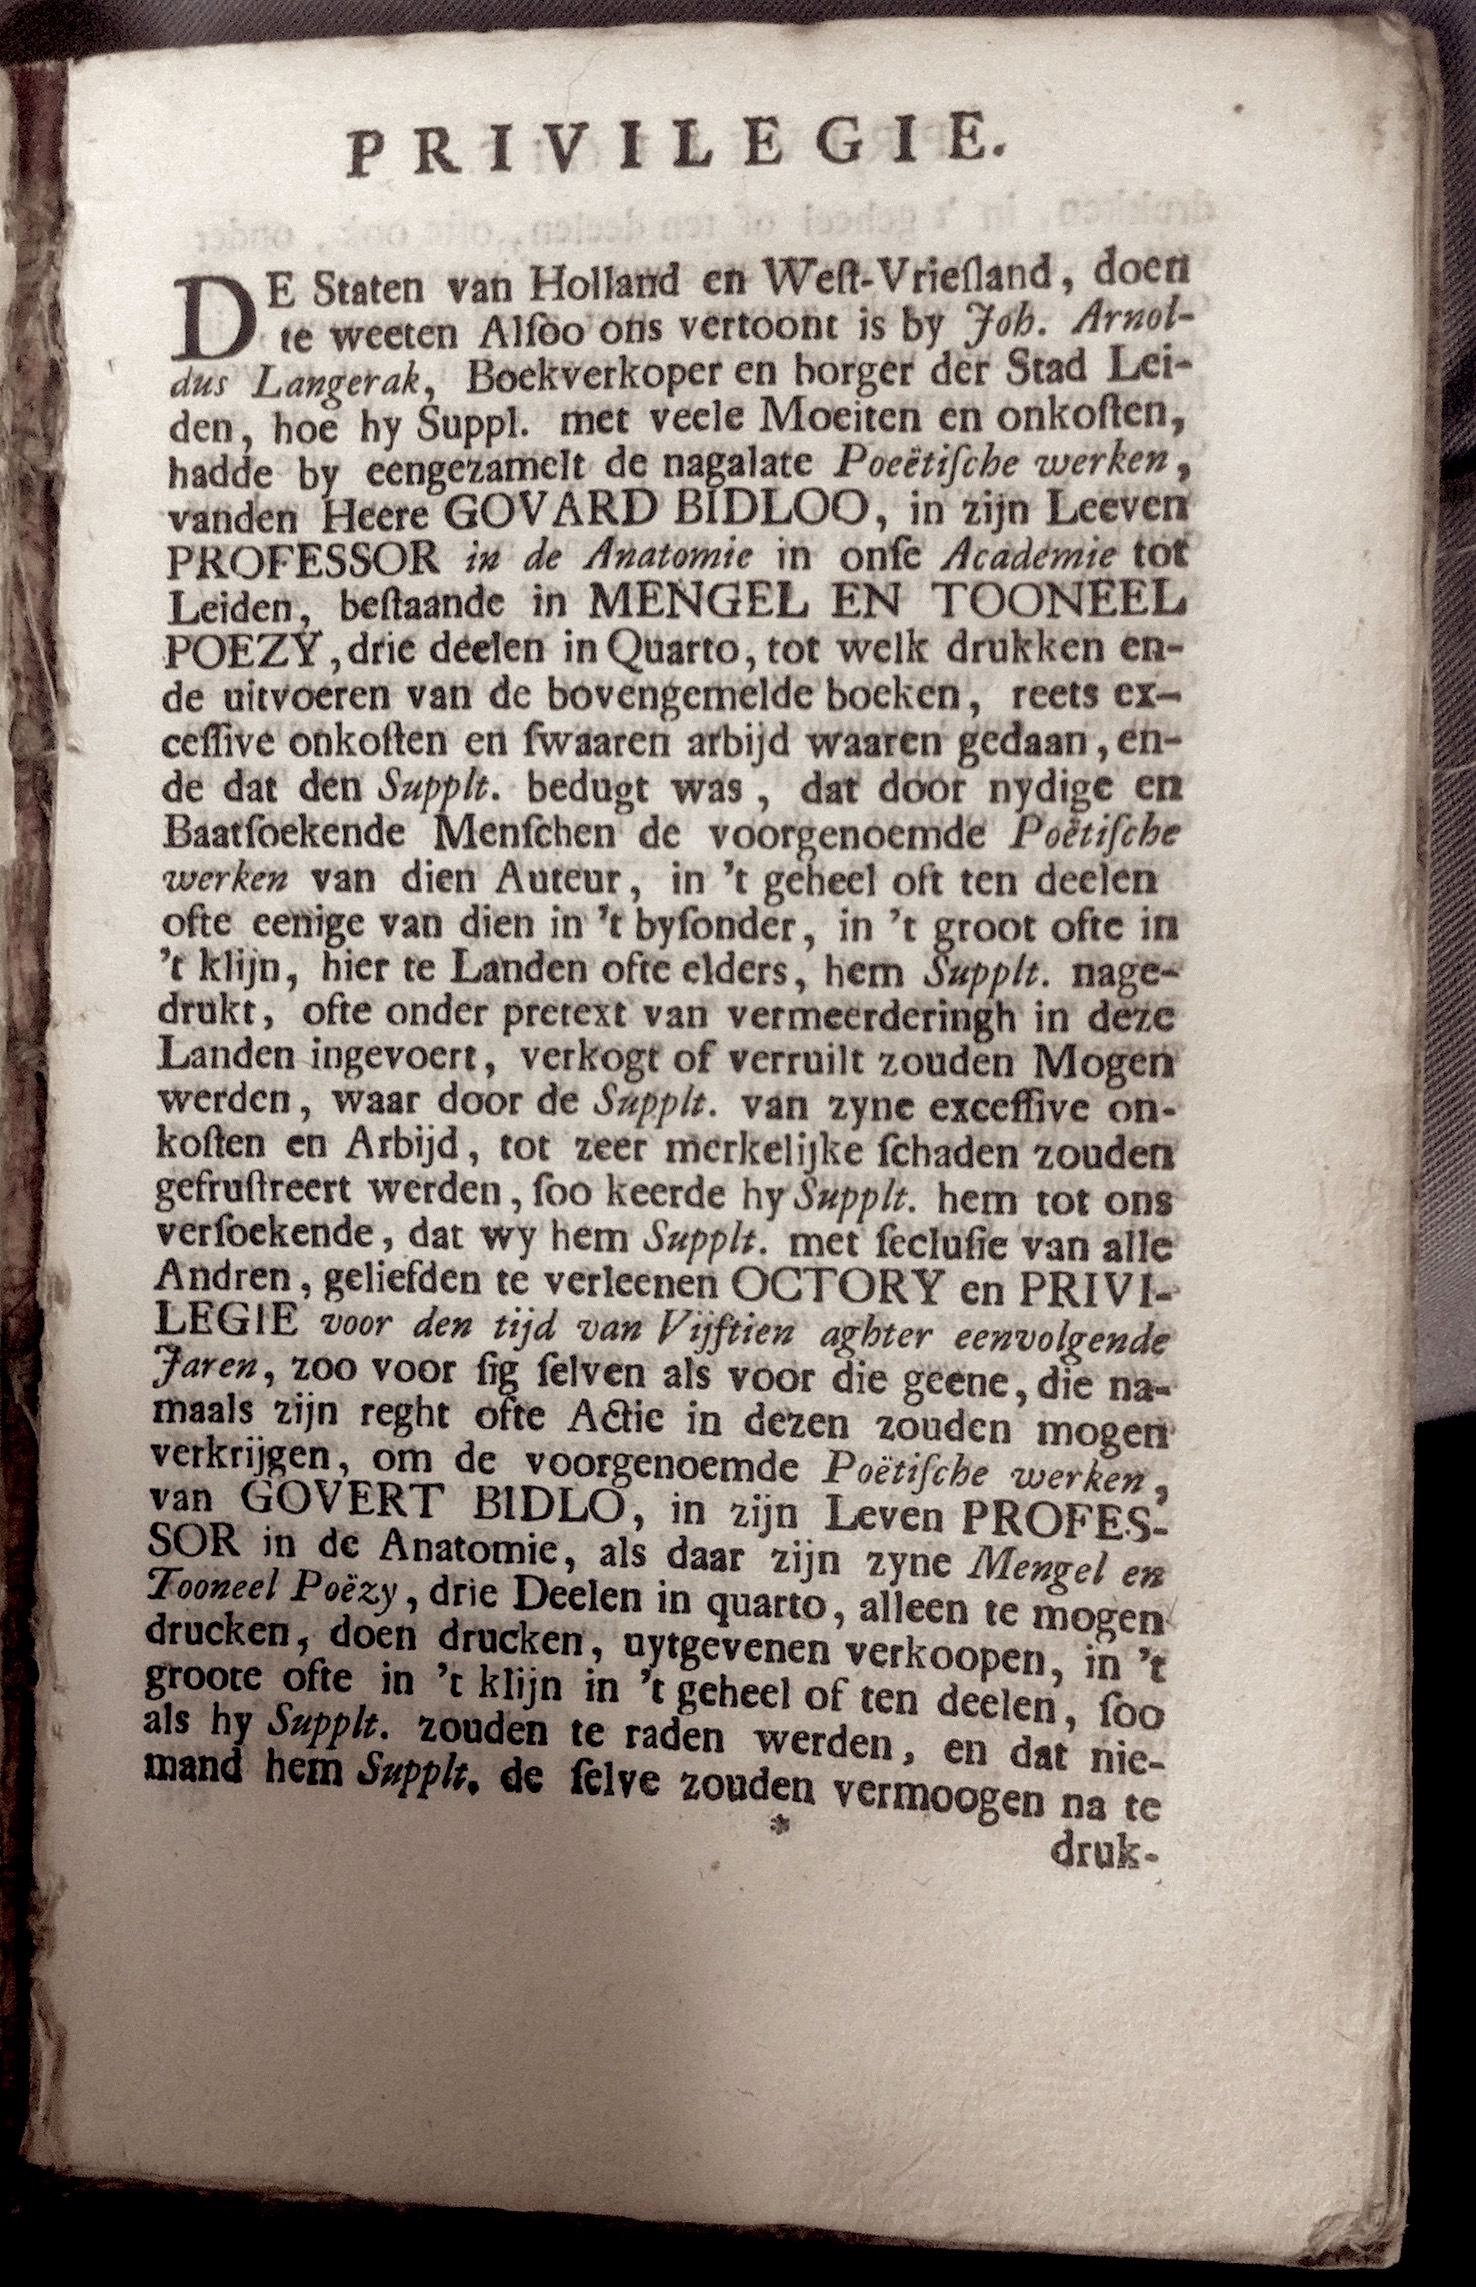 PRIVILEGIE.
DE Staten van Holland en Weſt-Vrieſland, doen
te weeten Alſoo ons vertoont is by Joh. Arnol-
dus Langerak, Boekverkoper en borger der Stad Lei-
den, hoe hy Suppl. met veele Moeiten en onkoſten,
hadde by eengezamelt de nagalate Poeëtiſche werken,
vanden Heere GOVARD BIDLOO, in zijn Leeven
PROFESSOR in de Anatomie in onſe Academie tot
Leiden, beſtaande in MENGEL EN TOONEEL
POEZY, drie deelen in Quarto, tot welk drukken en-
de uitvoeren van de bovengemelde boeken, reets ex-
ceſſive onkoſten en ſwaaren arbijd waaren gedaan, en-
de dat den Supplt. bedugt was, dat door nydige en
Baatſoekende Menſchen de voorgenoemde Poëtiſche
werken van dien Auteur, in 't geheel oft ten deelen
ofte eenige van dien in 't byſonder, in 't groot ofte in
't klijn, hier te Landen ofte elders, hem Supplt. nage-
drukt, ofte onder pretext van vermeerderingh in deze
Landen ingevoert, verkogt of verruilt zouden Mogen
werden, waar door de Supplt. van zyne exceſſive on-
koſten en Arbijd, tot zeer merkelijke ſchaden zouden
gefruſtreert werden, ſoo keerde hy Supplt. hem tot ons
verſoekende, dat wy hem Supplt. met ſecluſie van alle
Andren, geliefden te verleenen OCTORY en PRIVI-
LEGIE voor den tijd van Vijftien aghter eenvolgende
Jaren, zoo voor ſig ſelven als voor die geene, die na-
maals zijn reght ofte Actie in dezen zouden mogen
verkrijgen, om de voorgenoemde Poëtiſche werken,
van GOVERT BIDLO, in zijn Leven PROFES-
SOR in de Anatomie, als daar zijn zyne Mengel en
Tooneel Poëzy, drie Deelen in quarto, alleen te mogen
drucken, doen drucken, uytgevenen verkoopen, in 't
groote ofte in 't klijn in 't geheel of ten deelen, ſoo
als hy Supplt. zouden te raden werden, en dat nie-
mand hem Supplt. de ſelve zouden vermoogen na te
*
druk-